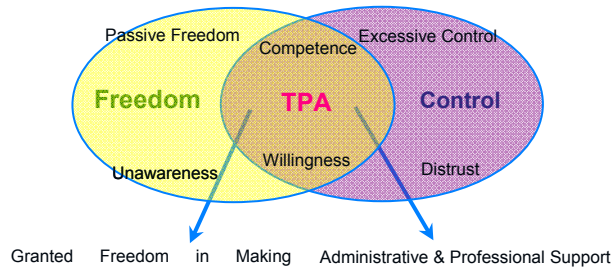 Passive Freedom
Competence
Excessive Control
Freedom
TPA
Control
Unawareness
Willingness
Distrust
Granted Freedom in Making
Administrative & Professional Support